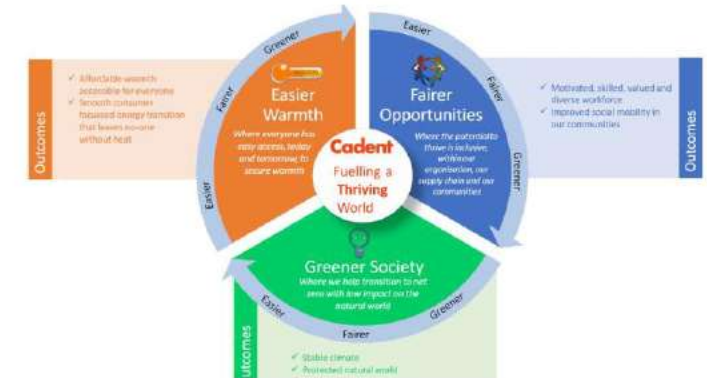 Outcomes
✓ Affordable warmth
accessible for everyone
✓ Smooth consumer
focussed energy transition
that leaves no-one
without heat
Easier
Fairer
Greener
Easier
Warmth
Where everyone has
easy access, today
and tomorrow, to
secure warmth
Easier
Fairer
Greener
Fairer
Opportunities
Where the potential to
thrive is inclusive,
within our
organisation, our
supply chain and our
communities
✓ Motivated, skilled, valued and
diverse workforce
✓ Improved social mobility in
our communities
Outcomes
Cadent
Fuelling a
Thriving
World
Greener Society
Where we help transition to net
zero with low impact on the
natural world
Easier
Fairer
Greener
utcomes
✓ Stable climate
✓ Protected natural world